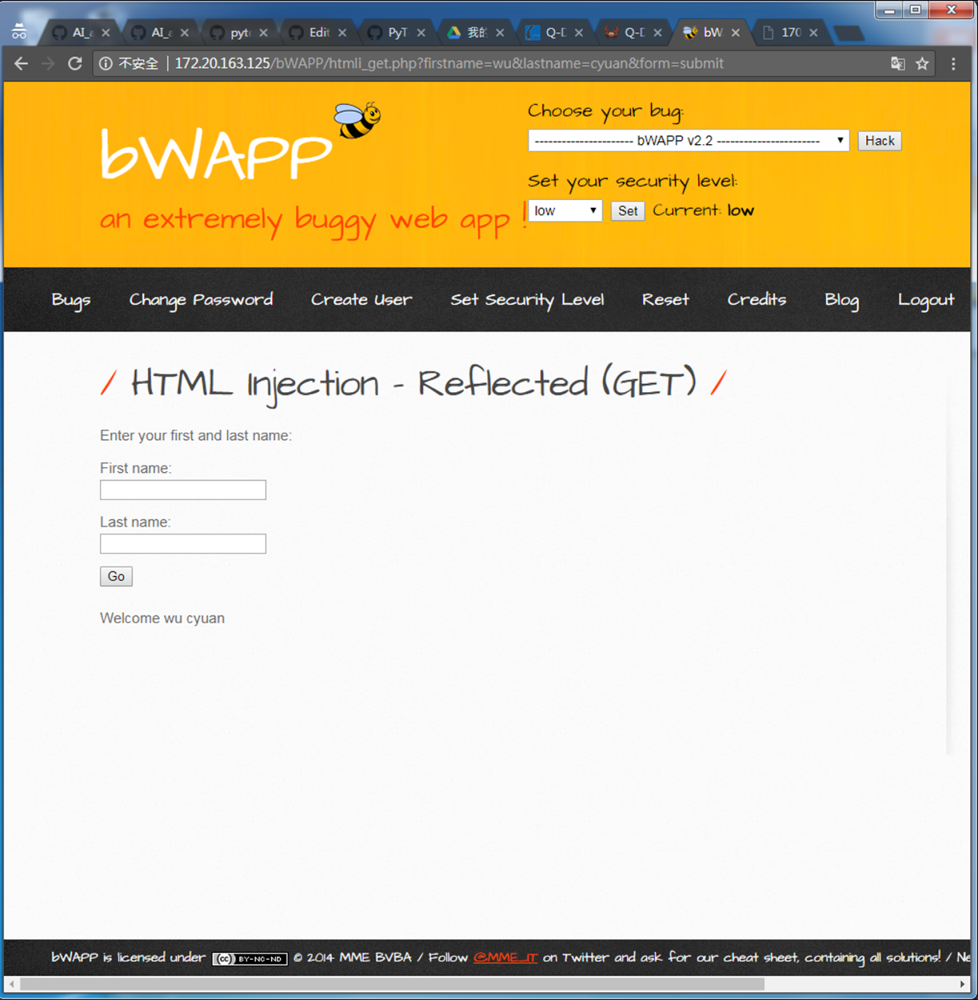 AI_
AI_
pyt
Edit
PyT
我的
Q-D
Q-D
bW
170
不安全 172.20.163.125/bWAPP/htmli_get.php?firstname=wu&lastname=cyuan&form=submit
bWAPP
an extremely buggy web app !
Choose your bug:
---------------------- bWAPP v2.2 ----------------------- Hack
Set your security level:
low Set Current: low
Bugs Change Password Create User Set Security Level Reset Credits Blog Logout
/ HTML Injection - Reflected (GET) /
Enter your first and last name:
First name:
Last name:
Go
Welcome wu cyuan
bWAPP is licensed under (cc) BY-NC-ND © 2014 MME BVBA / Follow @MME_IT on Twitter and ask for our cheat sheet, containing all solutions! / Ne